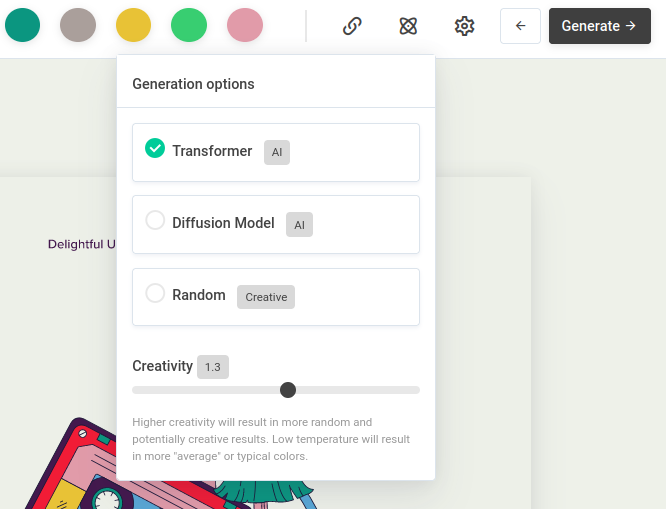 Generate →
Generation options
Transformer AI
Diffusion Model AI
Random Creative
Delightful U
Creativity 1.3
Higher creativity will result in more random and
potentially creative results. Low temperature will result
in more "average" or typical colors.